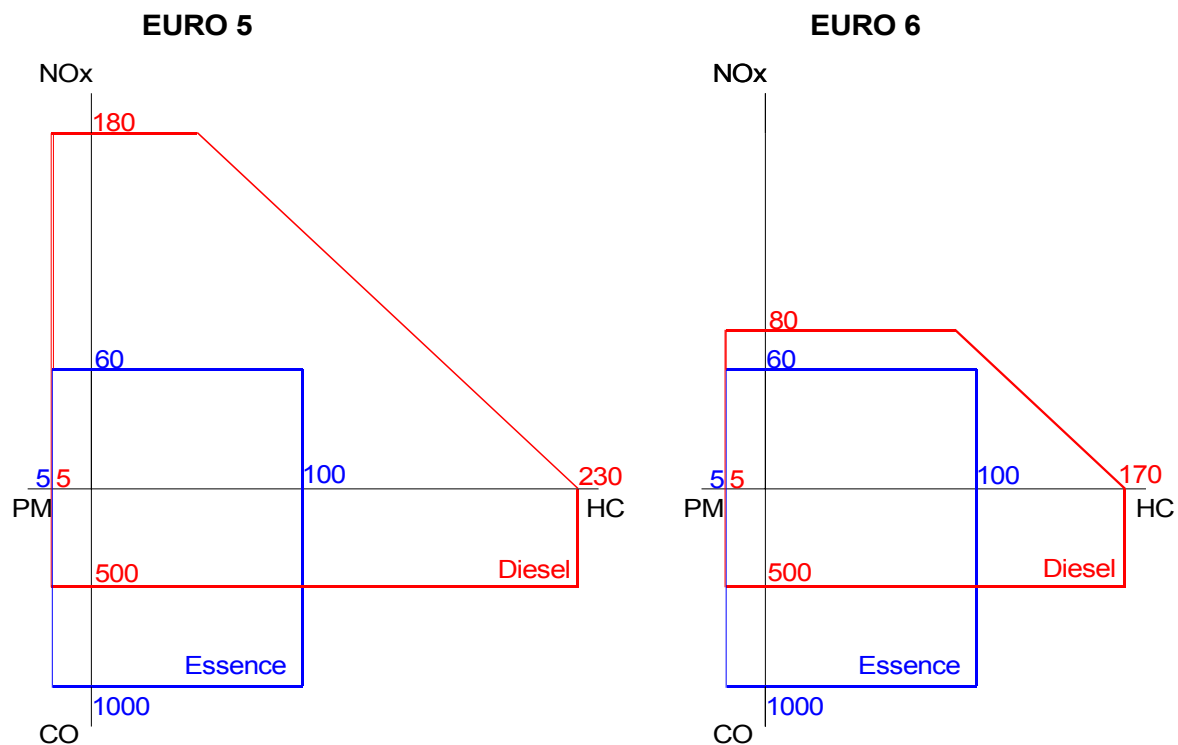 EURO 5
NOx
180
60
5 5
100
230
PM
HC
500
Diesel
Essence
1000
CO
EURO 6
NOx
80
60
5 5
100
170
PM
HC
500
Diesel
Essence
1000
CO